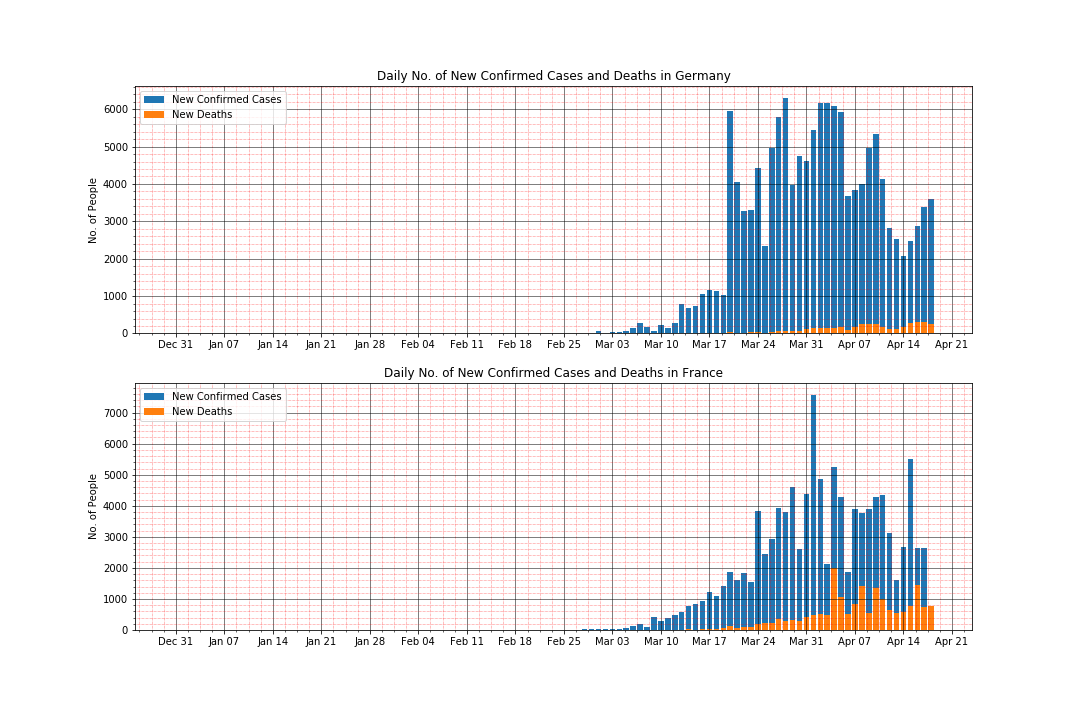 Daily No. of New Confirmed Cases and Deaths in Germany
New Confirmed Cases
New Deaths
No. of People
6000
5000
4000
3000
2000
1000
0
Dec 31 Jan 07 Jan 14 Jan 21 Jan 28 Feb 04 Feb 11 Feb 18 Feb 25 Mar 03 Mar 10 Mar 17 Mar 24 Mar 31 Apr 07 Apr 14 Apr 21
Daily No. of New Confirmed Cases and Deaths in France
New Confirmed Cases
New Deaths
No. of People
7000
6000
5000
4000
3000
2000
1000
0
Dec 31 Jan 07 Jan 14 Jan 21 Jan 28 Feb 04 Feb 11 Feb 18 Feb 25 Mar 03 Mar 10 Mar 17 Mar 24 Mar 31 Apr 07 Apr 14 Apr 21